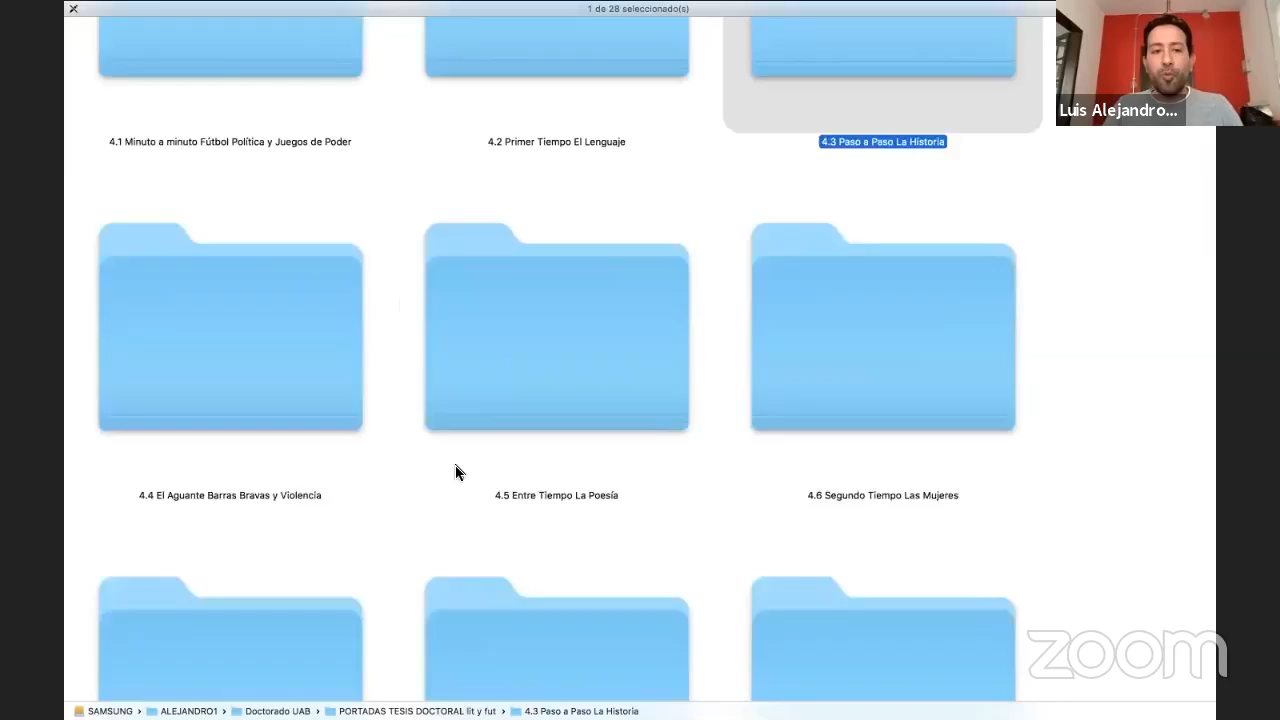 1 de 28 seleccionado(s)
Luis Alejandro...
4.1 Minuto a minuto Fútbol Política y Juegos de Poder
4.2 Primer Tiempo El Lenguaje
4.3 Paso a Paso La Historia
4.4 El Aguante Barras Bravas y Violencia
4.5 Entre Tiempo La Poesía
4.6 Segundo Tiempo Las Mujeres
zoom
SAMSUNG › ALEJANDRO1 › Doctorado UAB › PORTADAS TESIS DOCTORAL lit y fut › 4.3 Paso a Paso La Historia